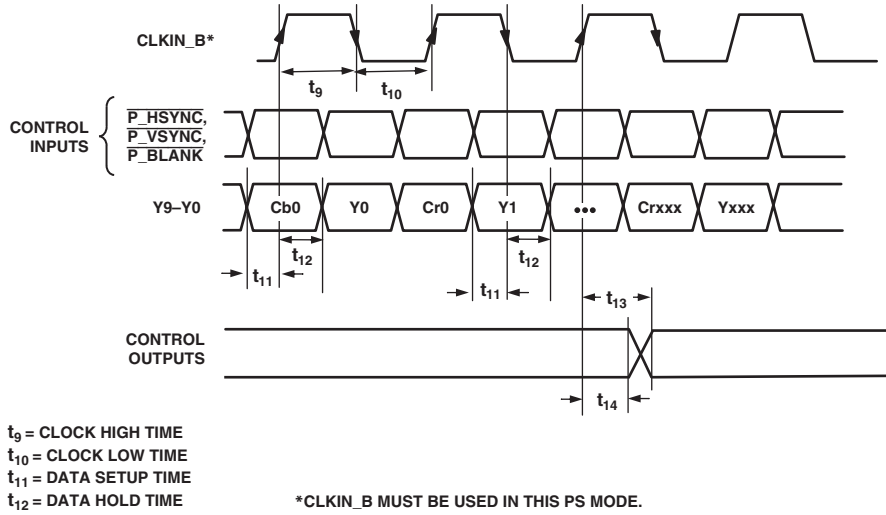 CLKIN_B*
t9
t10
CONTROL
INPUTS
P_HSYNC,
P_VSYNC,
P_BLANK
Y9–Y0
Cb0
Y0
Cr0
Y1
•••
Crxxx
Yxxx
t12
t12
t11
t11
t13
CONTROL
OUTPUTS
t14
t9 = CLOCK HIGH TIME
t10 = CLOCK LOW TIME
t11 = DATA SETUP TIME
t12 = DATA HOLD TIME
*CLKIN_B MUST BE USED IN THIS PS MODE.